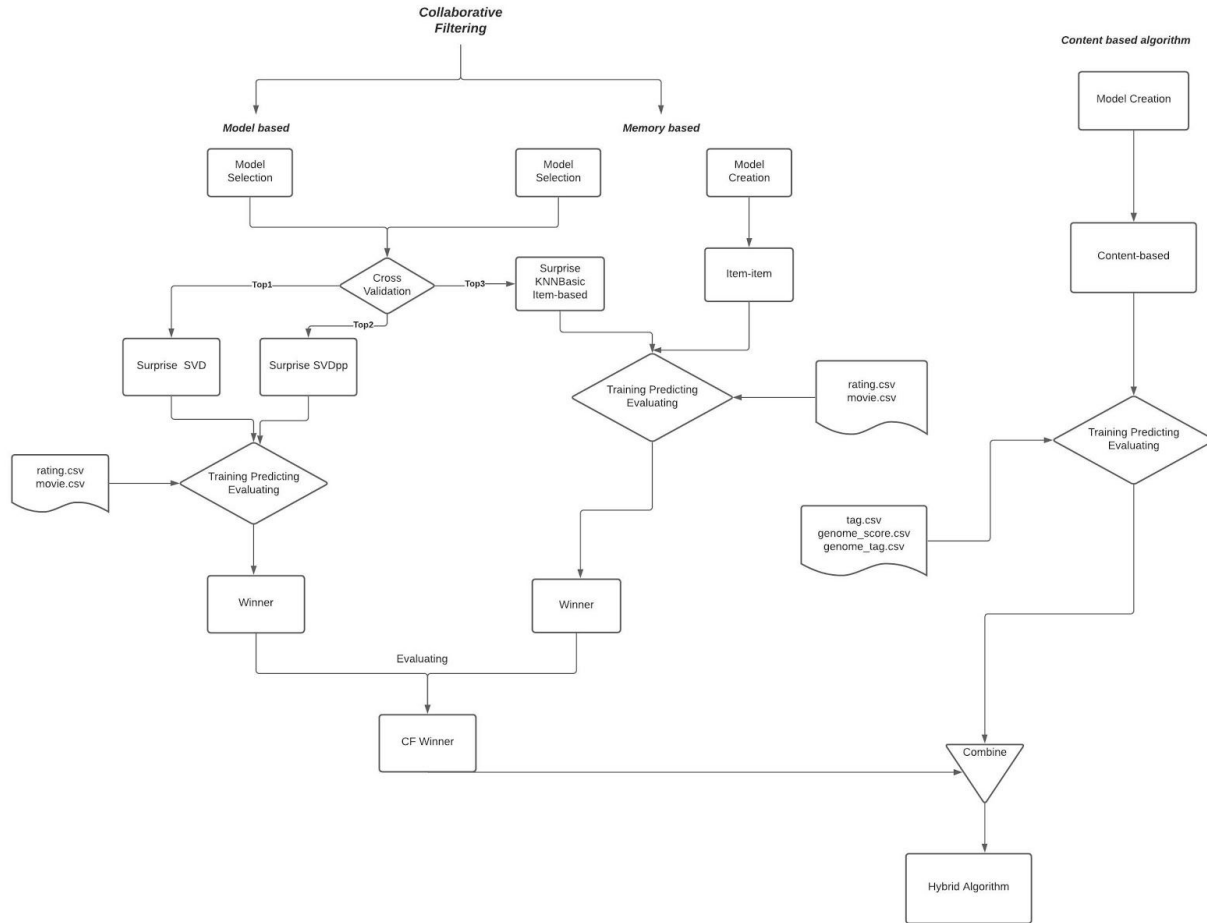 Collaborative
Filtering
Content based algorithm
Model Creation
Model based
Memory based
Model
Selection
Model
Selection
Model
Creation
Content-based
Cross
Validation
Top1
Top3
Top2
Surprise
KNNBasic
Item-based
Item-item
Surprise SVD
Surprise SVDpp
Training Predicting
Evaluating
rating.csv
movie.csv
Training Predicting
Evaluating
rating.csv
movie.csv
Training Predicting
Evaluating
tag.csv
genome_score.csv
genome_tag.csv
Winner
Winner
Evaluating
CF Winner
Combine
Hybrid Algorithm